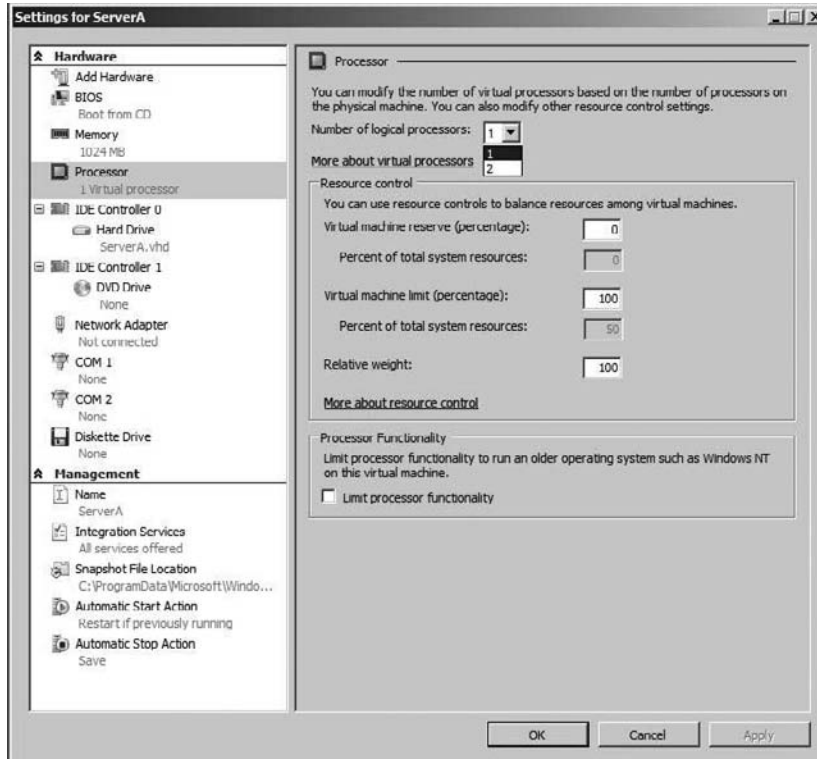 Settings for ServerA
Hardware
Add Hardware
BIOS
Boot from CD
Memory
1024 MB
Processor
1 Virtual processor
IDE Controller 0
Hard Drive
ServerA.vhd
IDE Controller 1
DVD Drive
None
Network Adapter
Not connected
COM 1
None
COM 2
None
Diskette Drive
None
Management
Name
ServerA
Integration Services
All services offered
Snapshot File Location
C:\ProgramData\Microsoft\Windo...
Automatic Start Action
Restart if previously running
Automatic Stop Action
Save
Processor
You can modify the number of virtual processors based on the number of processors on
the physical machine. You can also modify other resource control settings.
Number of logical processors: 1
1
More about virtual processors 2
Resource control
You can use resource controls to balance resources among virtual machines.
Virtual machine reserve (percentage): 0
Percent of total system resources: 0
Virtual machine limit (percentage): 100
Percent of total system resources: 50
Relative weight: 100
More about resource control
Processor Functionality
Limit processor functionality to run an older operating system such as Windows NT
on this virtual machine.
Limit processor functionality
OK Cancel Apply